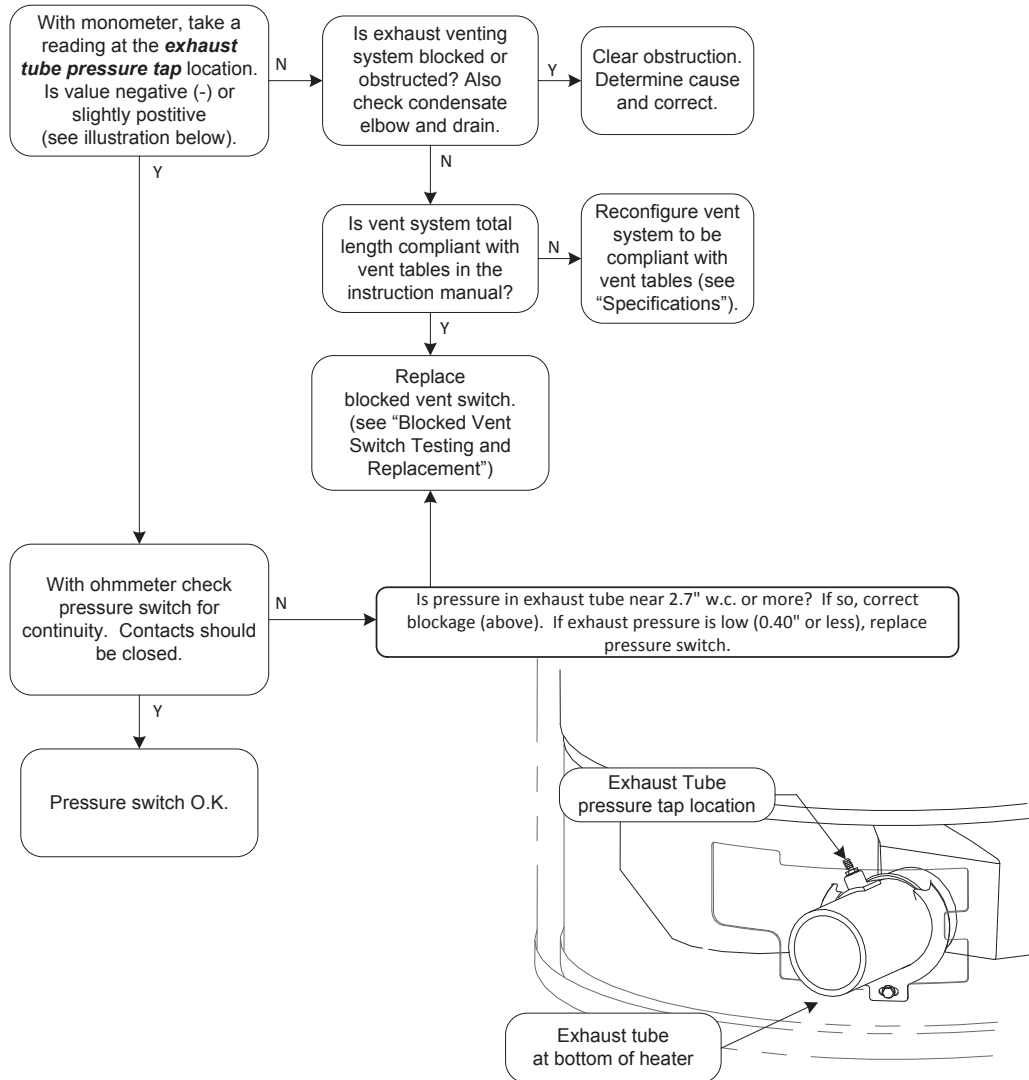 With monometer, take a
reading at the exhaust
tube pressure tap location.
Is value negative (-) or
slightly postitive
(see illustration below).
N
Is exhaust venting
system blocked or
obstructed? Also
check condensate
elbow and drain.
Y
Clear obstruction.
Determine cause
and correct.
Y
N
Is vent system total
length compliant with
vent tables in the
instruction manual?
N
Reconfigure vent
system to be
compliant with
vent tables (see
“Specifications”).
Y
Replace
blocked vent switch.
(see “Blocked Vent
Switch Testing and
Replacement”)
With ohmmeter check
pressure switch for
continuity. Contacts should
be closed.
N
Is pressure in exhaust tube near 2.7" w.c. or more? If so, correct
blockage (above). If exhaust pressure is low (0.40" or less), replace
pressure switch.
Y
Pressure switch O.K.
Exhaust Tube
pressure tap location
Exhaust tube
at bottom of heater